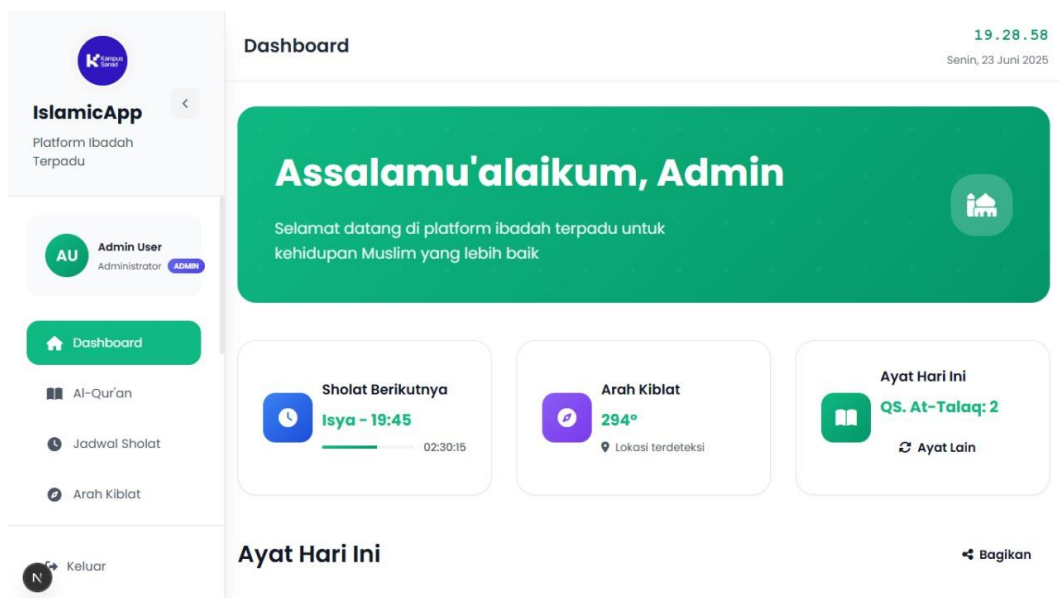 Kampus
Sanad
IslamicApp
Platform Ibadah
Terpadu
AU
Admin User
Administrator
ADMIN
Dashboard
Al-Qur'an
Jadwal Sholat
Arah Kiblat
Keluar
N
Dashboard
19.28.58
Senin, 23 Juni 2025
Assalamu'alaikum, Admin
Selamat datang di platform ibadah terpadu untuk
kehidupan Muslim yang lebih baik
Sholat Berikutnya
Isya - 19:45
02:30:15
Arah Kiblat
294°
Lokasi terdeteksi
Ayat Hari Ini
QS. At-Talaq: 2
Ayat Lain
Ayat Hari Ini
Bagikan